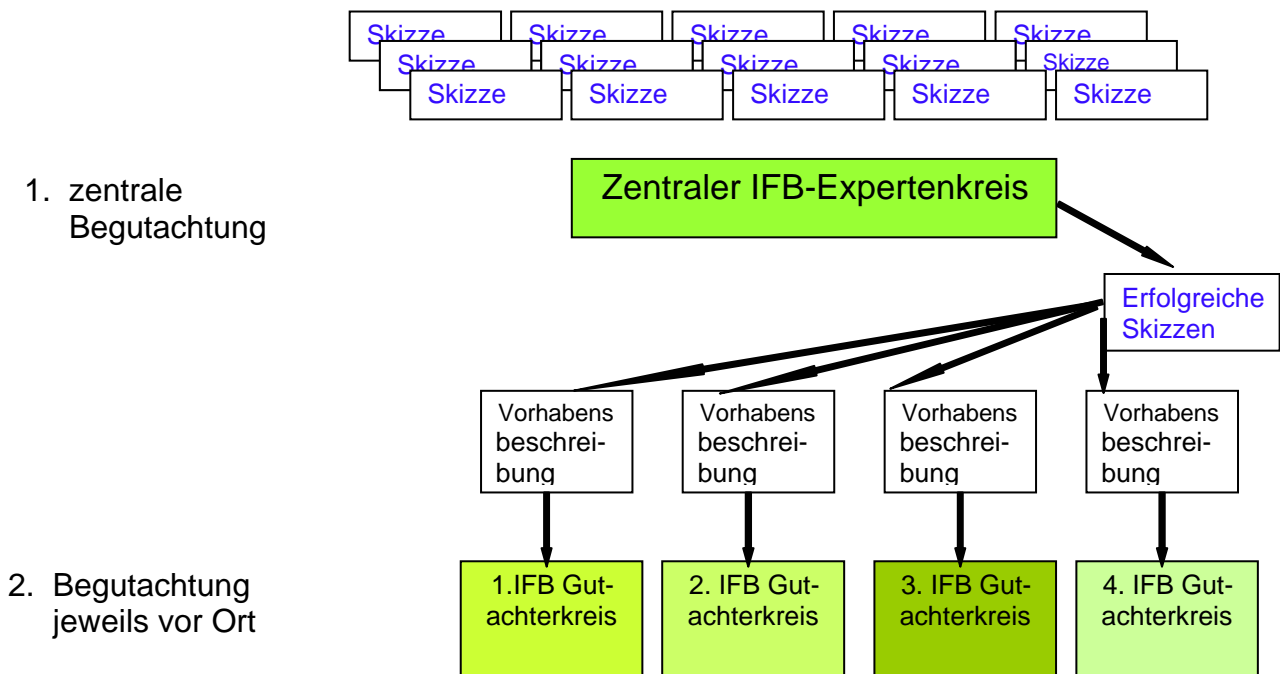 Skizze Skizze Skizze Skizze Skizze
Skizze Skizze Skizze Skizze Skizze
Skizze Skizze Skizze Skizze Skizze
1. zentrale
Begutachtung
Zentraler IFB-Expertenkreis
Erfolgreiche
Skizzen
Vorhabens
beschrei-
bung
Vorhabens
beschrei-
bung
Vorhabens
beschrei-
bung
Vorhabens
beschrei-
bung
2. Begutachtung
jeweils vor Ort
1.IFB Gut-
achterkreis
2. IFB Gut-
achterkreis
3. IFB Gut-
achterkreis
4. IFB Gut-
achterkreis